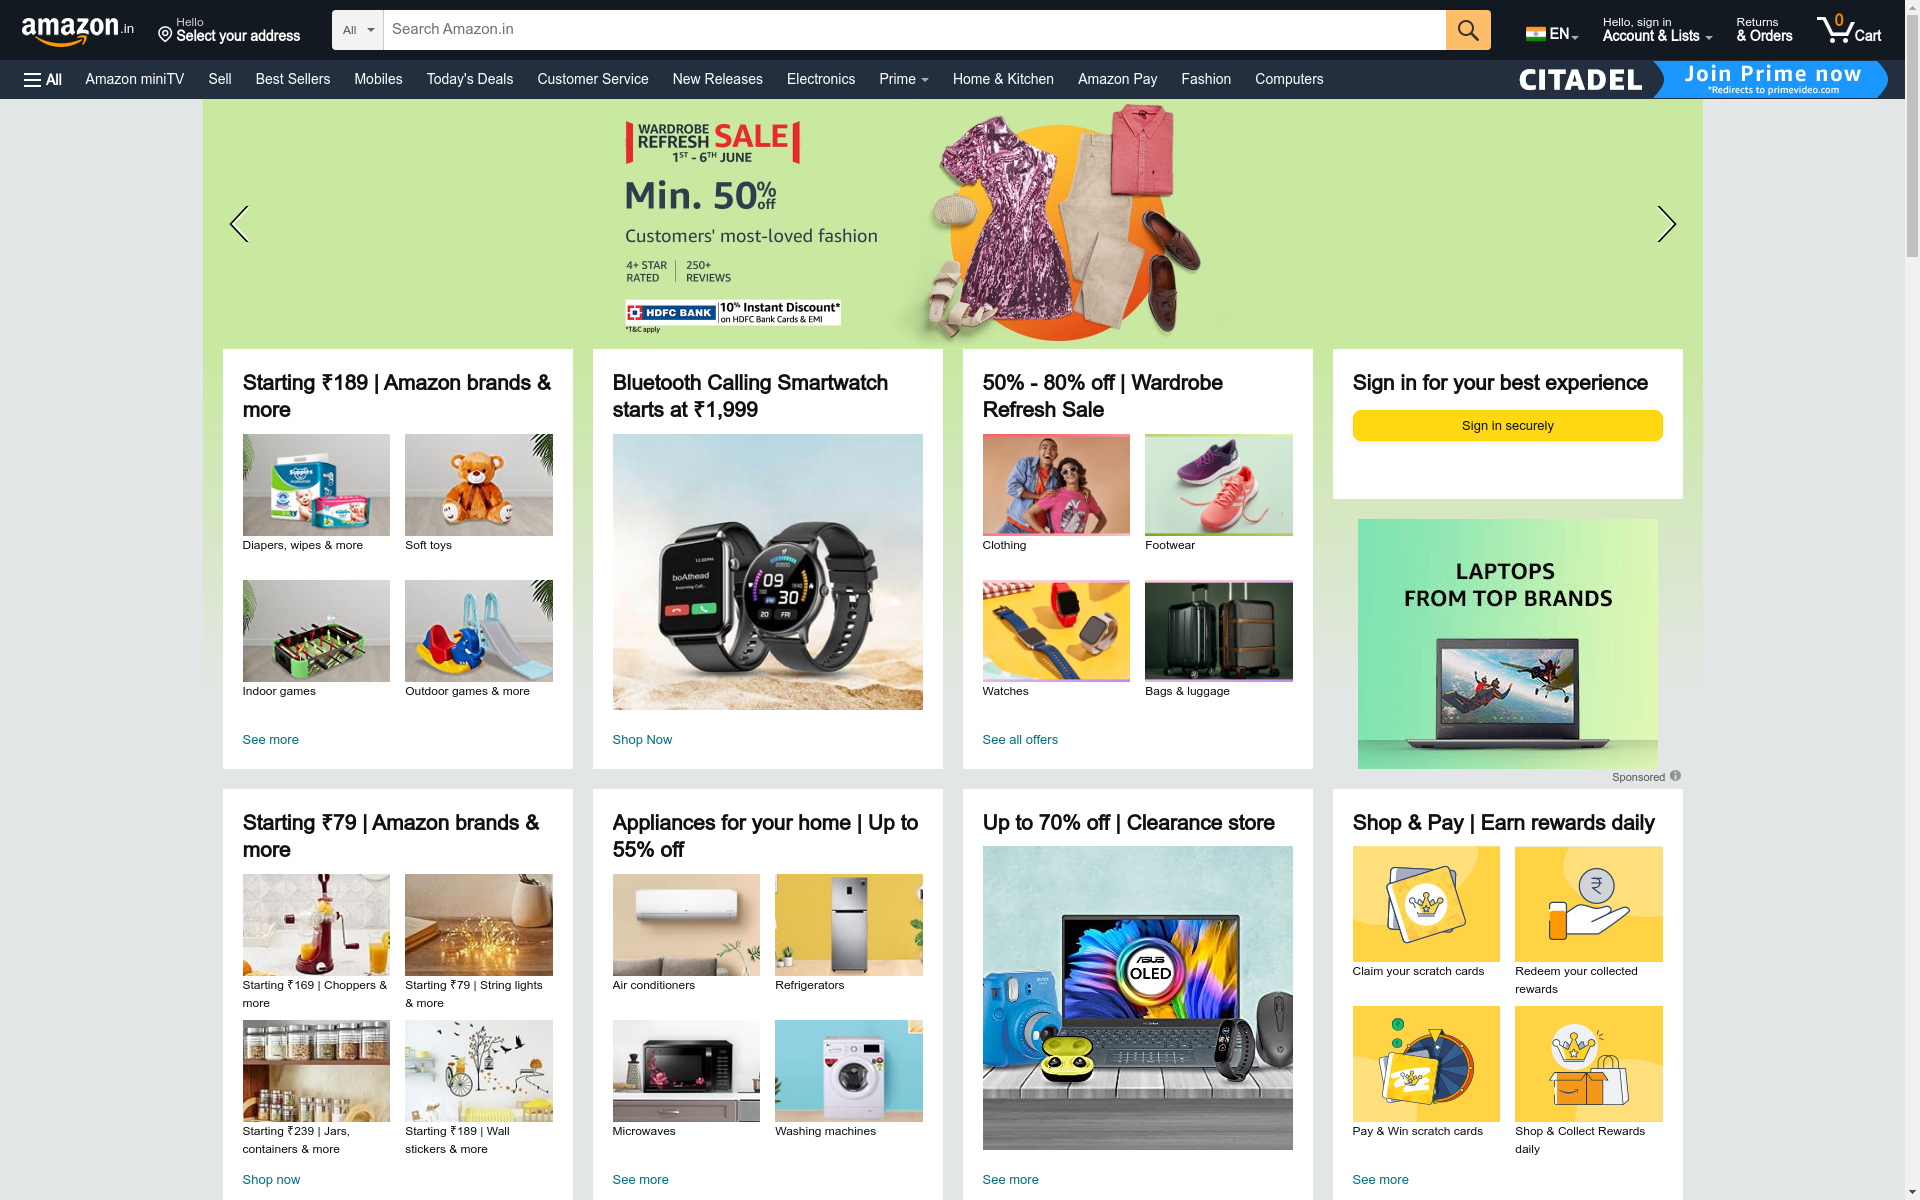 amazon.in
Hello
Select your address
All
Search Amazon.in
EN
Hello, sign in
Account & Lists
Returns
& Orders
0
Cart
All
Amazon miniTV
Sell
Best Sellers
Mobiles
Today's Deals
Customer Service
New Releases
Electronics
Prime
Home & Kitchen
Amazon Pay
Fashion
Computers
CITADEL
Join Prime now
*Redirects to primevideo.com
WARDROBE
REFRESH
SALE
1ST - 6TH JUNE
Min. 50% off
Customers' most-loved fashion
4+ STAR
RATED
250+
REVIEWS
HDFC BANK
10% Instant Discount*
on HDFC Bank Cards & EMI
*T&C apply
Starting ₹189 | Amazon brands &
more
Diapers, wipes & more
Soft toys
Indoor games
Outdoor games & more
See more
Bluetooth Calling Smartwatch
starts at ₹1,999
boAthead
09
30
20
FRI
Shop Now
50% - 80% off | Wardrobe
Refresh Sale
Clothing
Footwear
Watches
Bags & luggage
See all offers
Sign in for your best experience
Sign in securely
LAPTOPS
FROM TOP BRANDS
Sponsored
Starting ₹79 | Amazon brands &
more
Starting ₹169 | Choppers &
more
Starting ₹79 | String lights
& more
Starting ₹239 | Jars,
containers & more
Starting ₹189 | Wall
stickers & more
Shop now
Appliances for your home | Up to
55% off
Air conditioners
Refrigerators
Microwaves
Washing machines
See more
Up to 70% off | Clearance store
ASUS
OLED
See more
Shop & Pay | Earn rewards daily
Claim your scratch cards
Redeem your collected
rewards
Pay & Win scratch cards
Shop & Collect Rewards
daily
See more